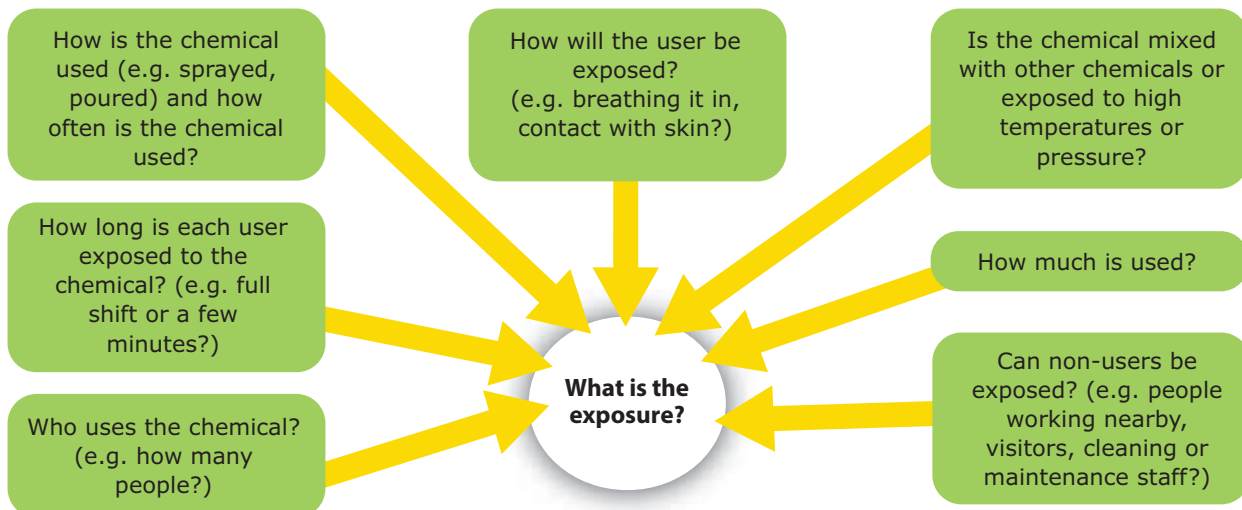 How is the chemical
used (e.g. sprayed,
poured) and how
often is the chemical
used?
How will the user be
exposed?
(e.g. breathing it in,
contact with skin?)
Is the chemical mixed
with other chemicals or
exposed to high
temperatures or
pressure?
How long is each user
exposed to the
chemical? (e.g. full
shift or a few
minutes?)
How much is used?
What is the
exposure?
Who uses the chemical?
(e.g. how many
people?)
Can non-users be
exposed? (e.g. people
working nearby,
visitors, cleaning or
maintenance staff?)